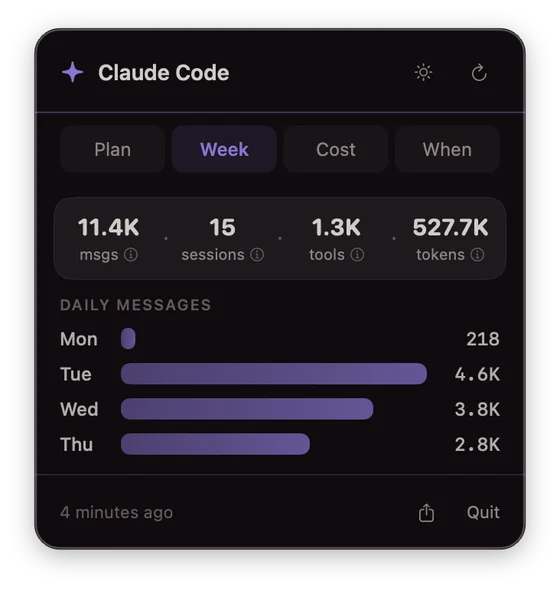 Claude Code
Plan Week Cost When
11.4K · 15 · 1.3K · 527.7K
msgs sessions tools tokens
DAILY MESSAGES
Mon 218
Tue 4.6K
Wed 3.8K
Thu 2.8K
4 minutes ago Quit